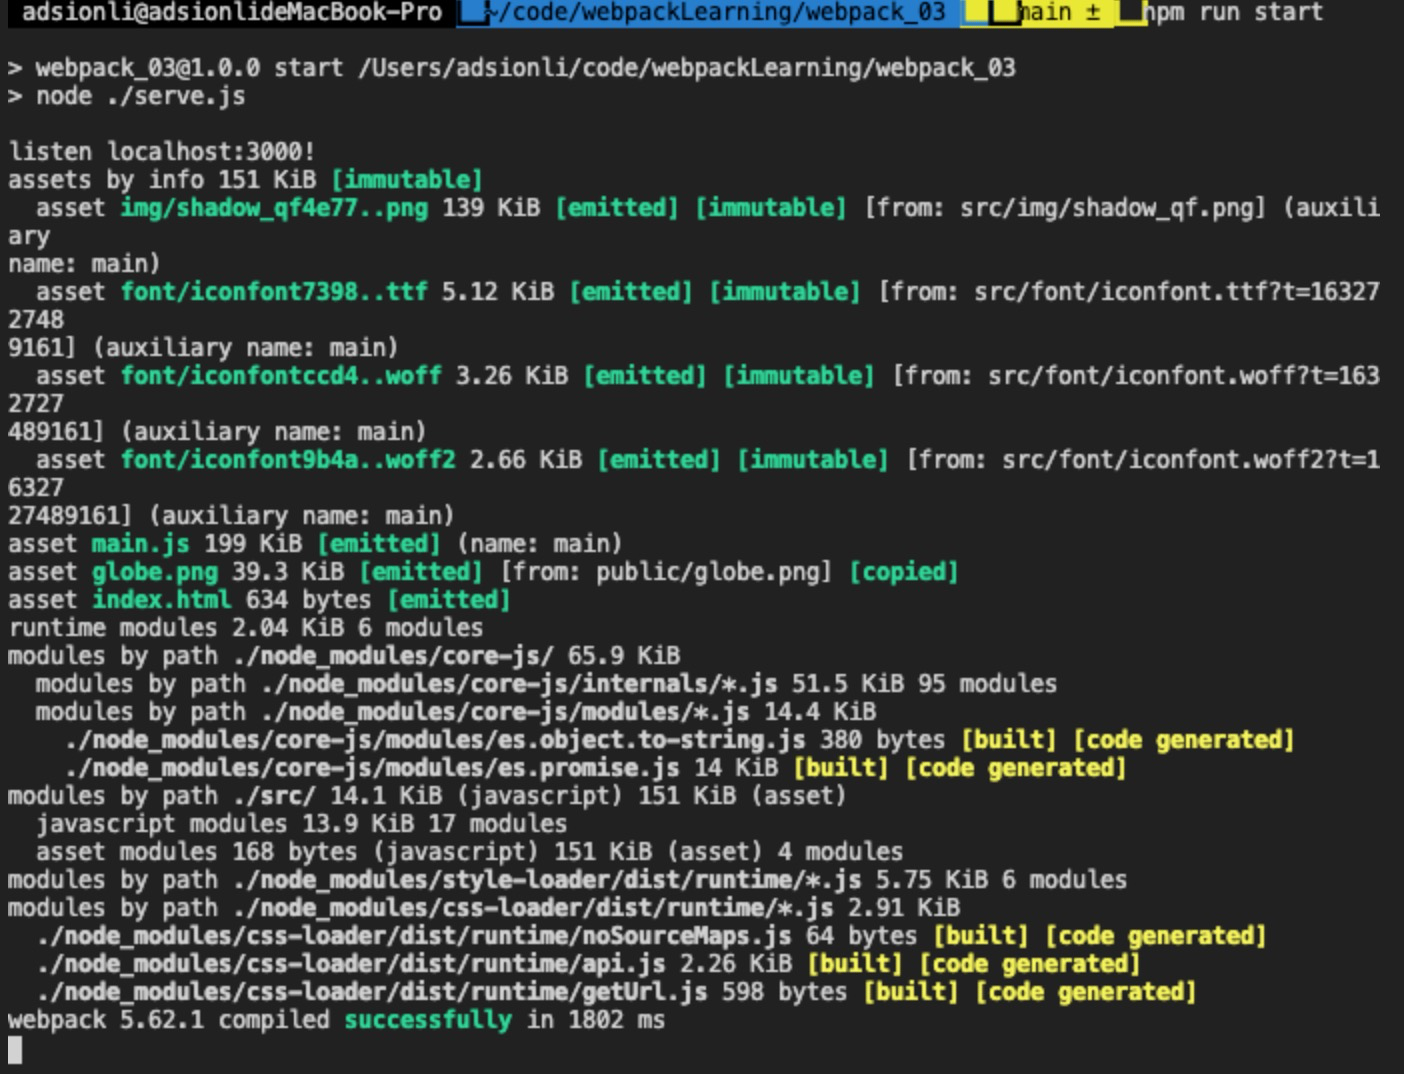 adsionli@adsionlideMacBook-Pro ~/code/webpackLearning/webpack_03 main ± npm run start
> webpack_03@1.0.0 start /Users/adsionli/code/webpackLearning/webpack_03
> node ./serve.js
listen localhost:3000!
assets by info 151 KiB [immutable]
asset img/shadow_qf4e77..png 139 KiB [emitted] [immutable] [from: src/img/shadow_qf.png] (auxili
ary
name: main)
asset font/iconfont7398..ttf 5.12 KiB [emitted] [immutable] [from: src/font/iconfont.ttf?t=16327
2748
9161] (auxiliary name: main)
asset font/iconfontccd4..woff 3.26 KiB [emitted] [immutable] [from: src/font/iconfont.woff?t=163
2727
489161] (auxiliary name: main)
asset font/iconfont9b4a..woff2 2.66 KiB [emitted] [immutable] [from: src/font/iconfont.woff2?t=1
6327
27489161] (auxiliary name: main)
asset main.js 199 KiB [emitted] (name: main)
asset globe.png 39.3 KiB [emitted] [from: public/globe.png] [copied]
asset index.html 634 bytes [emitted]
runtime modules 2.04 KiB 6 modules
modules by path ./node_modules/core-js/ 65.9 KiB
modules by path ./node_modules/core-js/internals/*.js 51.5 KiB 95 modules
modules by path ./node_modules/core-js/modules/*.js 14.4 KiB
./node_modules/core-js/modules/es.object.to-string.js 380 bytes [built] [code generated]
./node_modules/core-js/modules/es.promise.js 14 KiB [built] [code generated]
modules by path ./src/ 14.1 KiB (javascript) 151 KiB (asset)
javascript modules 13.9 KiB 17 modules
asset modules 168 bytes (javascript) 151 KiB (asset) 4 modules
modules by path ./node_modules/style-loader/dist/runtime/*.js 5.75 KiB 6 modules
modules by path ./node_modules/css-loader/dist/runtime/*.js 2.91 KiB
./node_modules/css-loader/dist/runtime/noSourceMaps.js 64 bytes [built] [code generated]
./node_modules/css-loader/dist/runtime/api.js 2.26 KiB [built] [code generated]
./node_modules/css-loader/dist/runtime/getUrl.js 598 bytes [built] [code generated]
webpack 5.62.1 compiled successfully in 1802 ms